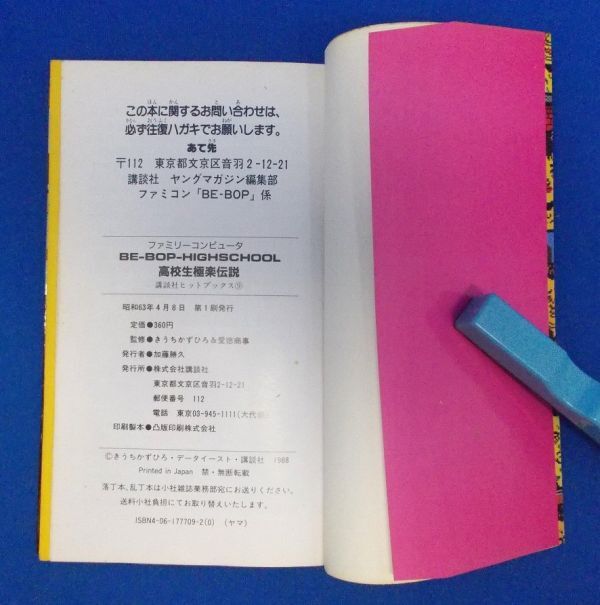 この本に関するお問い合わせは、
必ず往復ハガキでお願いします。
あて先
〒112 東京都文京区音羽2-12-21
講談社 ヤングマガジン編集部
ファミコン「BE-BOP」係
ファミリーコンピュータ
BE-BOP-HIGHSCHOOL
高校生極楽伝説
講談社ヒットブックス
昭和63年4月8日 第1刷発行
定価●360円
監修●きうちかずひろ&愛徳商事
発行者●加藤勝久
発行所●株式会社講談社
東京都文京区音羽2-12-21
郵便番号 112
電話 東京03-945-1111(大代表)
印刷製本●凸版印刷株式会社
©きうちかずひろ・データイースト・講談社 1988
Printed in Japan 禁・無断転載
落丁本、乱丁本は小社雑誌業務部宛にお送りください。
送料小社負担にてお取り替えいたします。
ISBN4-06-177709-2(0) (ヤマ)